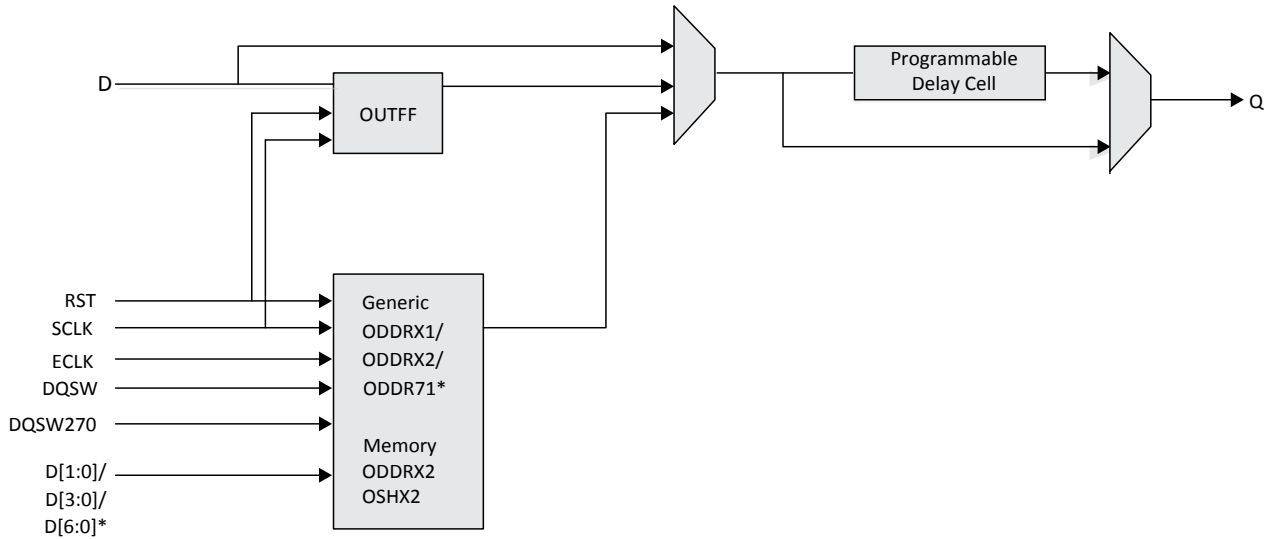 D
OUTFF
Programmable
Delay Cell
Q
RST
SCLK
ECLK
DQSW
DQSW270
D[1:0]/
D[3:0]/
D[6:0]*
Generic
ODDRX1/
ODDRX2/
ODDR71*
Memory
ODDRX2
OSHX2